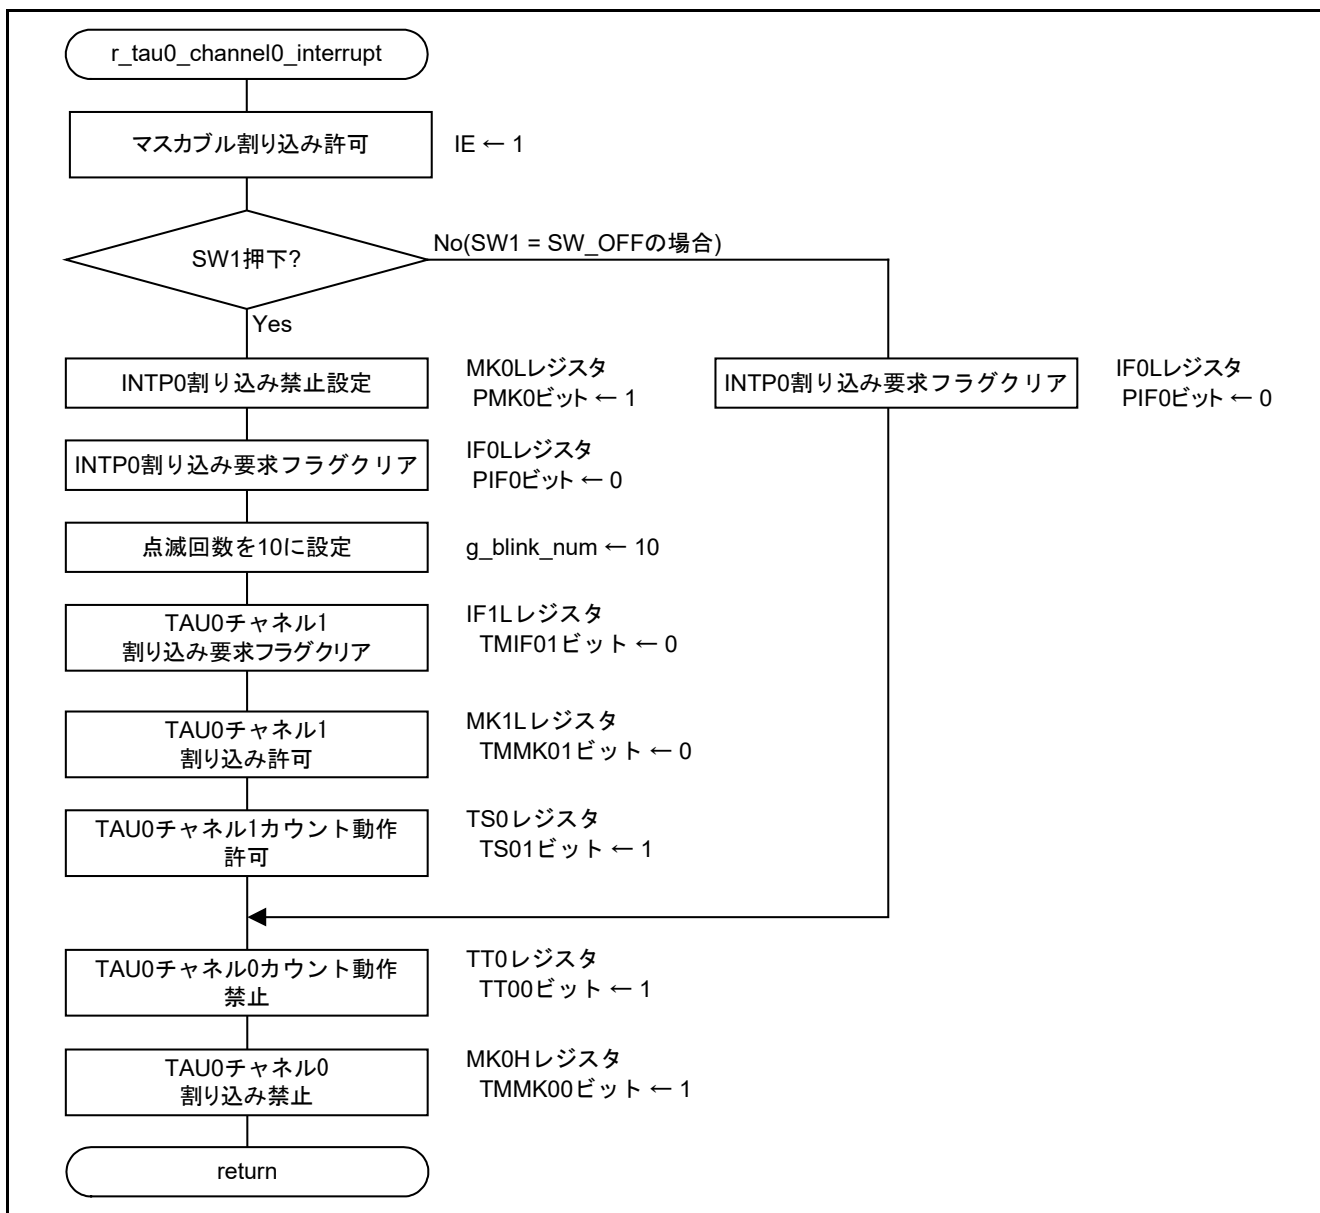 r_tau0_channel0_interrupt
マスカブル割り込み許可
IE ← 1
SW1押下?
No(SW1 = SW_OFFの場合)
Yes
INTP0割り込み禁止設定
MK0Lレジスタ
PMK0ビット ← 1
INTP0割り込み要求フラグクリア
IF0Lレジスタ
PIF0ビット ← 0
INTP0割り込み要求フラグクリア
IF0Lレジスタ
PIF0ビット ← 0
点滅回数を10に設定
g_blink_num ← 10
TAU0チャネル1
割り込み要求フラグクリア
IF1Lレジスタ
TMIF01ビット ← 0
TAU0チャネル1
割り込み許可
MK1Lレジスタ
TMMK01ビット ← 0
TAU0チャネル1カウント動作
許可
TS0レジスタ
TS01ビット ← 1
TAU0チャネル0カウント動作
禁止
TT0レジスタ
TT00ビット ← 1
TAU0チャネル0
割り込み禁止
MK0Hレジスタ
TMMK00ビット ← 1
return